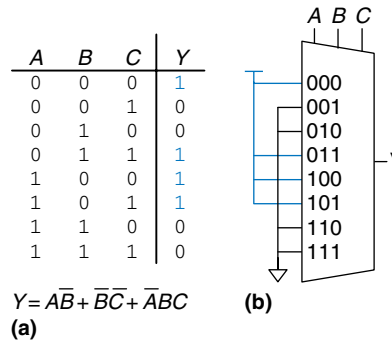 A B C Y
0 0 0 1
0 0 1 0
0 1 0 0
0 1 1 1
1 0 0 1
1 0 1 1
1 1 0 0
1 1 1 0
Y = AB̅ + B̅C̅ + A̅BC
(a)
A B C
000
001
010
011
100
101
110
111
Y
(b)